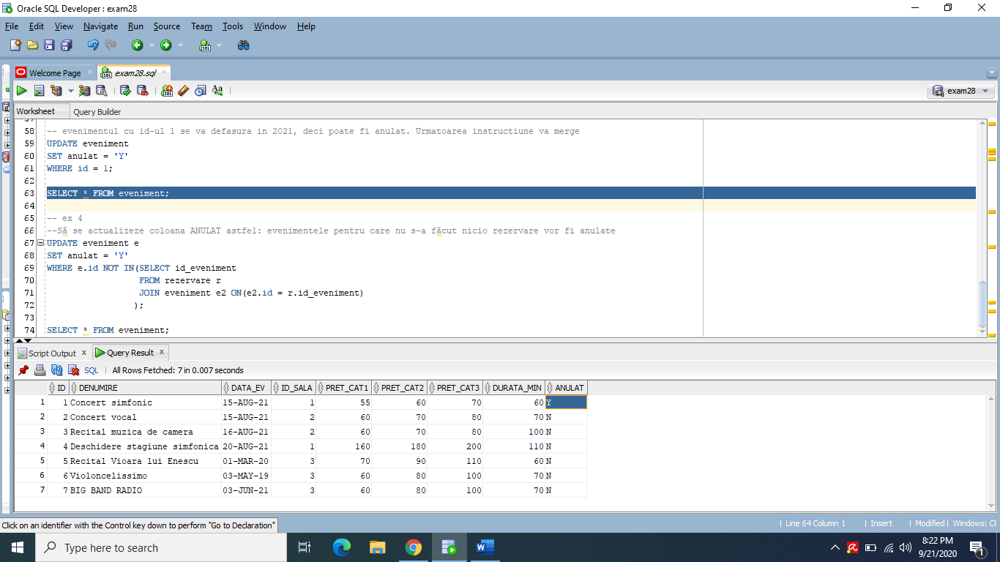 Oracle SQL Developer : exam28
File Edit View Navigate Run Source Team Tools Window Help
Welcome Page
exam28.sql
exam28
Worksheet Query Builder
57
58 -- evenimentul cu id-ul 1 se va defasura in 2021, deci poate fi anulat. Urmatoarea instructiune va merge
59 UPDATE eveniment
60 SET anulat = 'Y'
61 WHERE id = 1;
62
63 SELECT * FROM eveniment;
64
65 -- ex 4
66 --Să se actualizeze coloana ANULAT astfel: evenimentele pentru care nu s-a făcut nicio rezervare vor fi anulate
67 UPDATE eveniment e
68 SET anulat = 'Y'
69 WHERE e.id NOT IN(SELECT id_eveniment
70 FROM rezervare r
71 JOIN eveniment e2 ON(e2.id = r.id_eveniment)
72 );
73
74 SELECT * FROM eveniment;
Script Output x Query Result x
SQL | All Rows Fetched: 7 in 0.007 seconds
ID DENUMIRE DATA_EV ID_SALA PRET_CAT1 PRET_CAT2 PRET_CAT3 DURATA_MIN ANULAT
1 1 Concert simfonic 15-AUG-21 1 55 60 70 60 Y
2 2 Concert vocal 15-AUG-21 2 60 70 80 70 N
3 3 Recital muzica de camera 16-AUG-21 2 60 70 80 100 N
4 4 Deschidere stagiune simfonica 20-AUG-21 1 160 180 200 110 N
5 5 Recital Vioara lui Enescu 01-MAR-20 3 70 90 110 60 N
6 6 Violoncelissimo 03-MAY-19 3 60 80 100 70 N
7 7 BIG BAND RADIO 03-JUN-21 3 60 80 100 70 N
Click on an identifier with the Control key down to perform "Go to Declaration"
| Line 64 Column 1 | Insert | Modified | Windows: CF
Type here to search
8:22 PM
9/21/2020
1